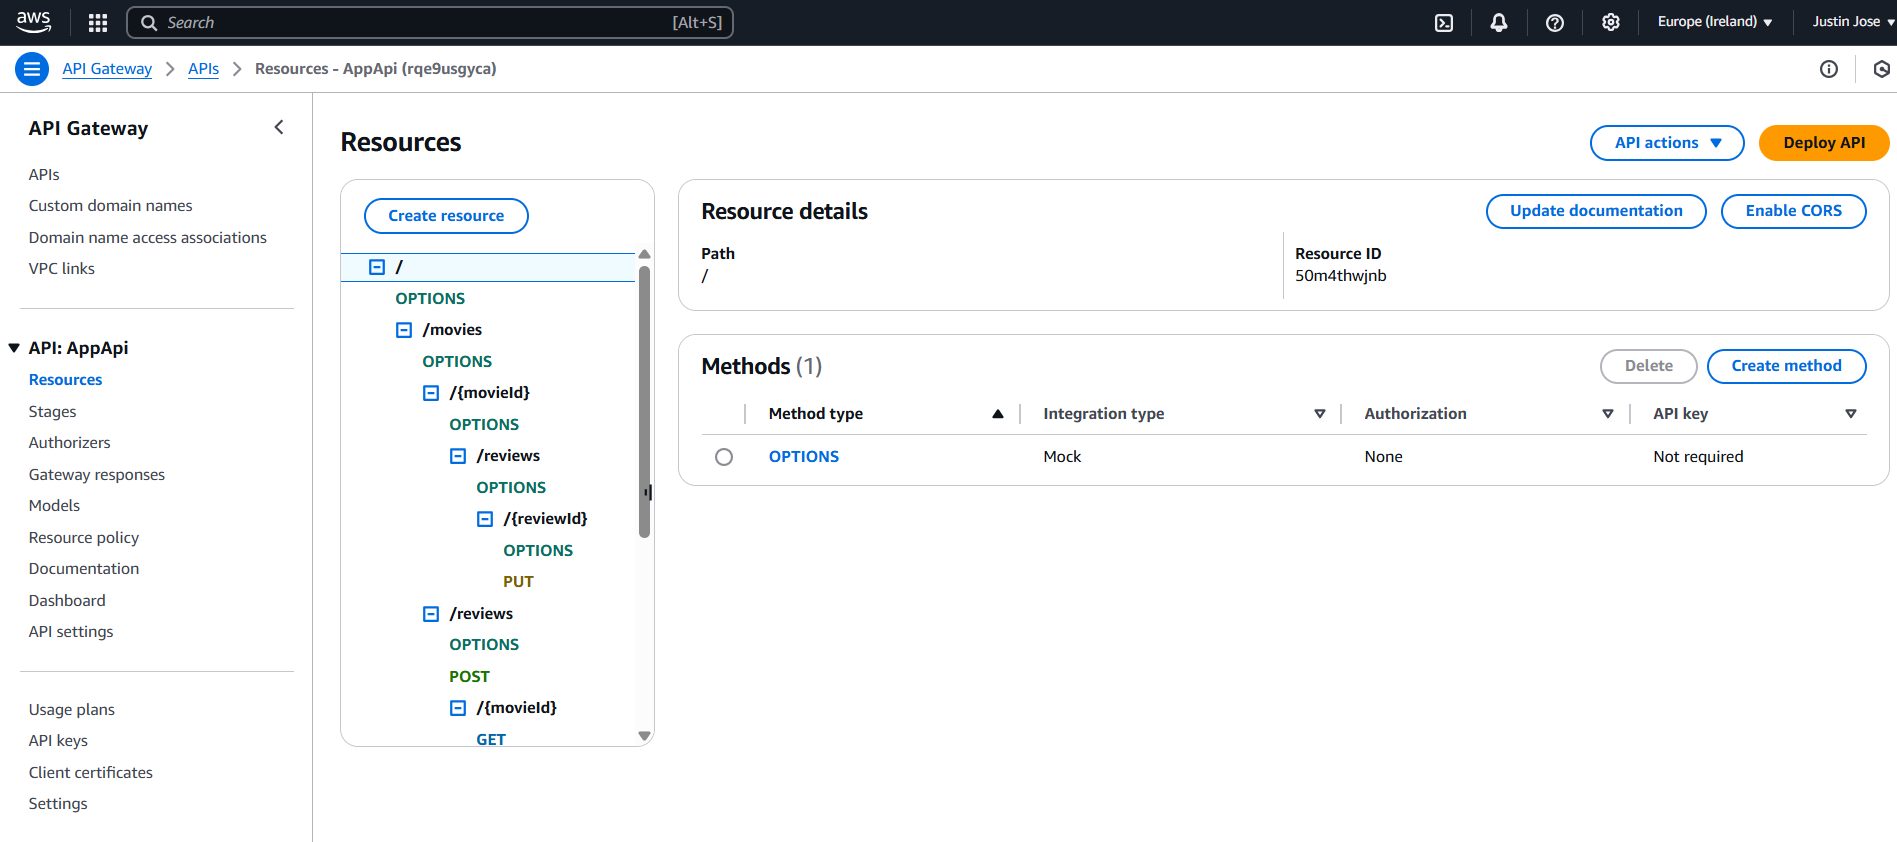 aws
Search [Alt+S]
Europe (Ireland)
Justin Jose
API Gateway
APIs
Resources - AppApi (rqe9usgyca)
API Gateway
APIs
Custom domain names
Domain name access associations
VPC links
API: AppApi
Resources
Stages
Authorizers
Gateway responses
Models
Resource policy
Documentation
Dashboard
API settings
Usage plans
API keys
Client certificates
Settings
Resources
API actions
Deploy API
Create resource
/
OPTIONS
/movies
OPTIONS
/{movieId}
OPTIONS
/reviews
OPTIONS
/{reviewId}
OPTIONS
PUT
/reviews
OPTIONS
POST
/{movieId}
GET
Resource details
Update documentation
Enable CORS
Path
/
Resource ID
50m4thwjnb
Methods (1)
Delete
Create method
Method type Integration type Authorization API key
OPTIONS Mock None Not required